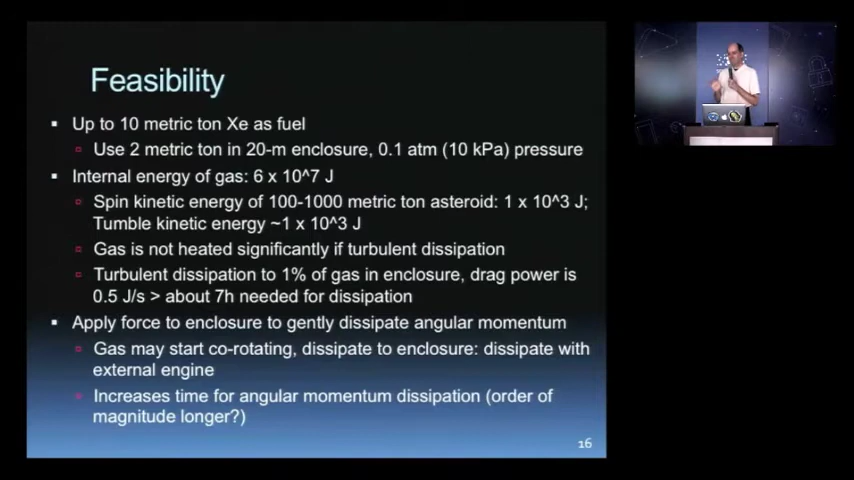 Feasibility
Up to 10 metric ton Xe as fuel
Use 2 metric ton in 20-m enclosure, 0.1 atm (10 kPa) pressure
Internal energy of gas: 6 x 10^7 J
Spin kinetic energy of 100-1000 metric ton asteroid: 1 x 10^3 J;
Tumble kinetic energy ~1 x 10^3 J
Gas is not heated significantly if turbulent dissipation
Turbulent dissipation to 1% of gas in enclosure, drag power is
0.5 J/s > about 7h needed for dissipation
Apply force to enclosure to gently dissipate angular momentum
Gas may start co-rotating, dissipate to enclosure: dissipate with
external engine
Increases time for angular momentum dissipation (order of
magnitude longer?)
16